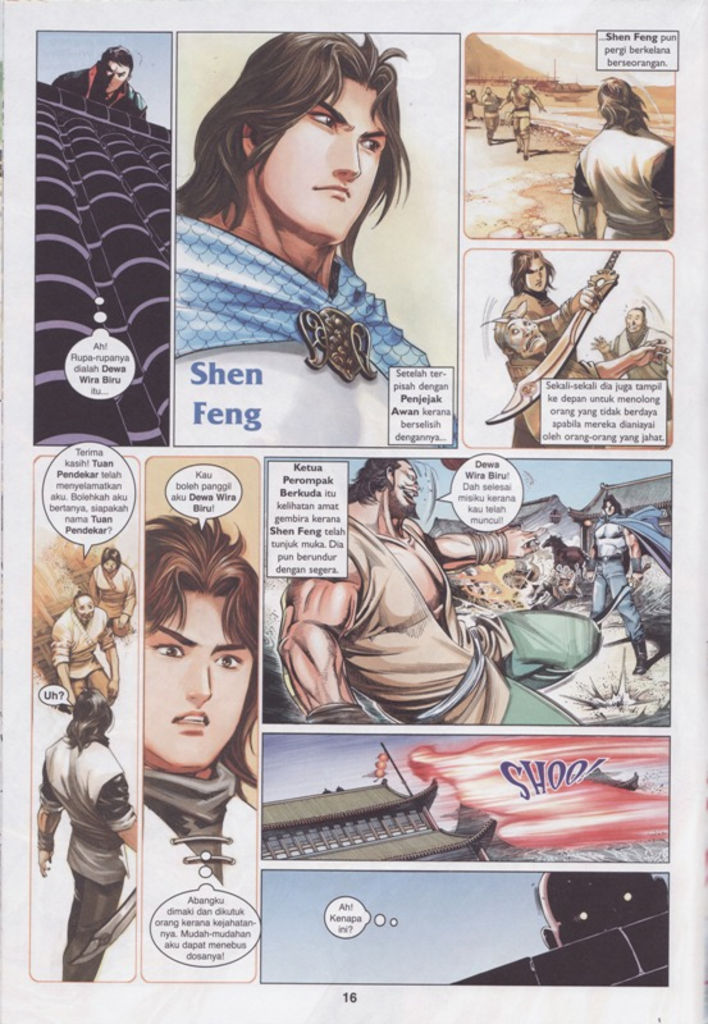 Ah!
Rupa-rupanya
dialah Dewa
Wira Biru
itu...
Shen
Feng
Setelah ter-
pisah dengan
Penjejak
Awan kerana
berselisih
dengannya...
...Shen Feng pun
pergi berkelana
berseorangan.
Sekali-sekali dia juga tampil
ke depan untuk menolong
orang yang tidak berdaya
apabila mereka dianiayai
oleh orang-orang yang jahat.
Terima
kasih! Tuan
Pendekar telah
menyelamatkan
aku. Bolehkah aku
bertanya, siapakah
nama Tuan
Pendekar?
Uh?
Kau
boleh panggil
aku Dewa Wira
Biru!
Abangku
dimaki dan dikutuk
orang kerana kejahatan-
nya. Mudah-mudahan
aku dapat menebus
dosanya!
Ketua
Perompak
Berkuda itu
kelihatan amat
gembira kerana
Shen Feng telah
tunjuk muka. Dia
pun berundur
dengan segera.
Dewa
Wira Biru!
Dah selesai
misiku kerana
kau telah
muncul!
SHOO!
Ah!
Kenapa
ini?
16